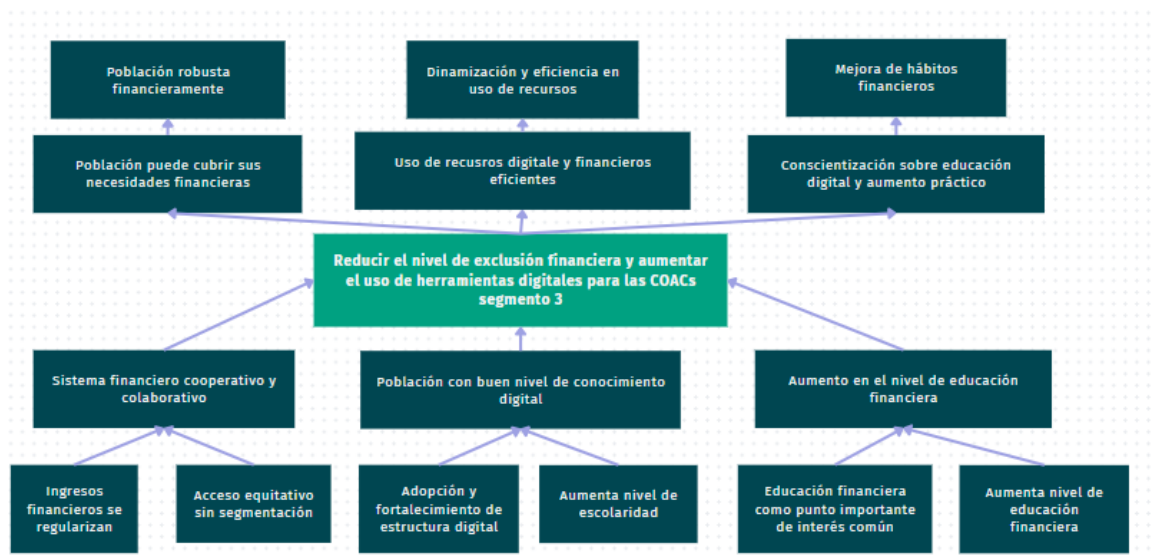 Población robusta
financieramente
Dinamización y eficiencia en
uso de recursos
Mejora de hábitos
financieros
Población puede cubrir sus
necesidades financieras
Uso de recusros digitale y financieros
eficientes
Conscientización sobre educación
digital y aumento práctico
Reducir el nivel de exclusión financiera y aumentar
el uso de herramientas digitales para las COACs
segmento 3
Sistema financiero cooperativo y
colaborativo
Población con buen nivel de conocimiento
digital
Aumento en el nivel de educación
financiera
Ingresos
financieros se
regularizan
Acceso equitativo
sin segmentación
Adopción y
fortalecimiento de
estructura digital
Aumenta nivel de
escolaridad
Educación financiera
como punto importante
de interés común
Aumenta nivel de
educación
financiera